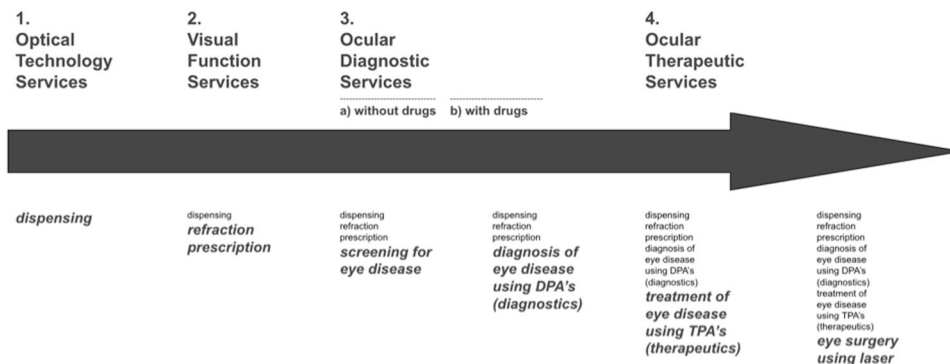 1.
Optical
Technology
Services
2.
Visual
Function
Services
3.
Ocular
Diagnostic
Services
a) without drugs
b) with drugs
4.
Ocular
Therapeutic
Services
dispensing
dispensing
refraction
prescription
dispensing
refraction
prescription
screening for
eye disease
dispensing
refraction
prescription
diagnosis of
eye disease
using DPA's
(diagnostics)
dispensing
refraction
prescription
diagnosis of
eye disease
using DPA's
(diagnostics)
treatment of
eye disease
using TPA's
(therapeutics)
dispensing
refraction
prescription
diagnosis of
eye disease
using DPA's
(diagnostics)
treatment of
eye disease
using TPA's
(therapeutics)
eye surgery
using laser